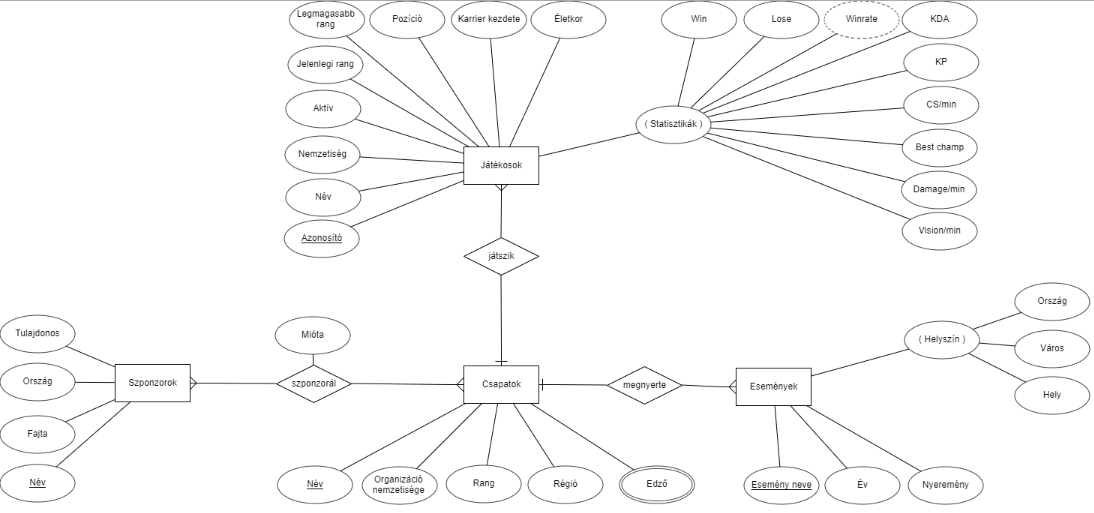 Legmagasabb
rang
Pozíció
Karrier kezdete
Életkor
Win
Lose
Winrate
KDA
Jelenlegi rang
KP
Aktív
( Statisztikák )
CS/min
Nemzetiség
Játékosok
Best champ
Név
Damage/min
Azonosító
Vision/min
játszik
Ország
Tulajdonos
Mióta
( Helyszín )
Város
Ország
Szponzorok
szponzorál
Csapatok
megnyerte
Események
Hely
Fajta
Név
Név
Organizáció
nemzetisége
Rang
Régió
Edző
Esemény neve
Év
Nyeremény